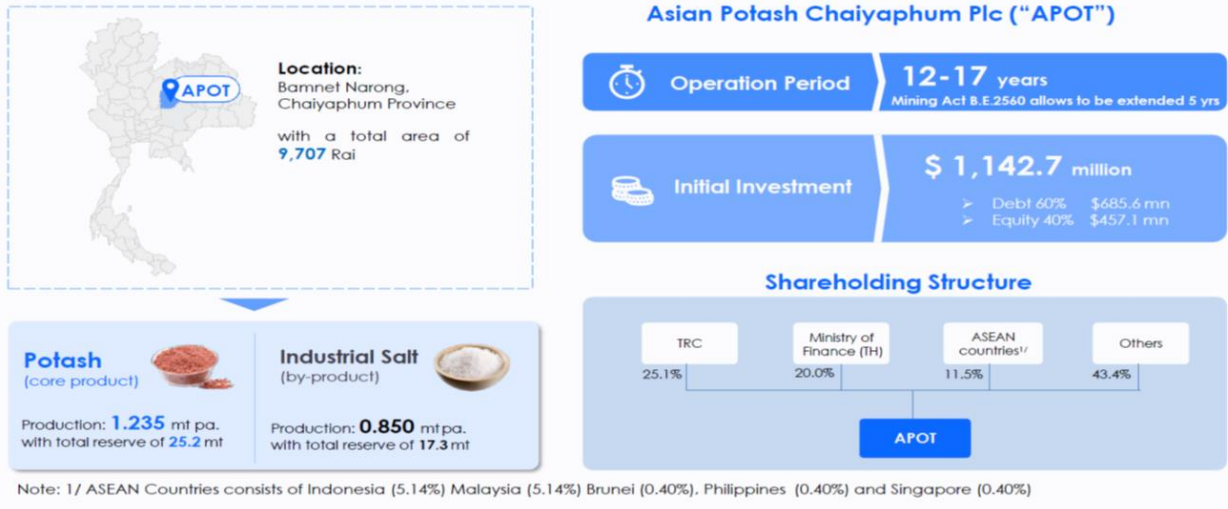 APOT
Location:
Bamnet Narong,
Chaiyaphum Province
with a total area of
9,707 Rai
Potash
(core product)
Production: 1.235 mt pa.
with total reserve of 25.2 mt
Industrial Salt
(by-product)
Production: 0.850 mt pa.
with total reserve of 17.3 mt
Asian Potash Chaiyaphum Plc (“APOT”)
Operation Period
12-17 years
Mining Act B.E.2560 allows to be extended 5 yrs
Initial Investment
$ 1,142.7 million
➢ Debt 60% $685.6 mn
➢ Equity 40% $457.1 mn
Shareholding Structure
TRC
25.1%
Ministry of
Finance (TH)
20.0%
ASEAN
countries1/
11.5%
Others
43.4%
APOT
Note: 1/ ASEAN Countries consists of Indonesia (5.14%) Malaysia (5.14%) Brunei (0.40%), Philippines (0.40%) and Singapore (0.40%)